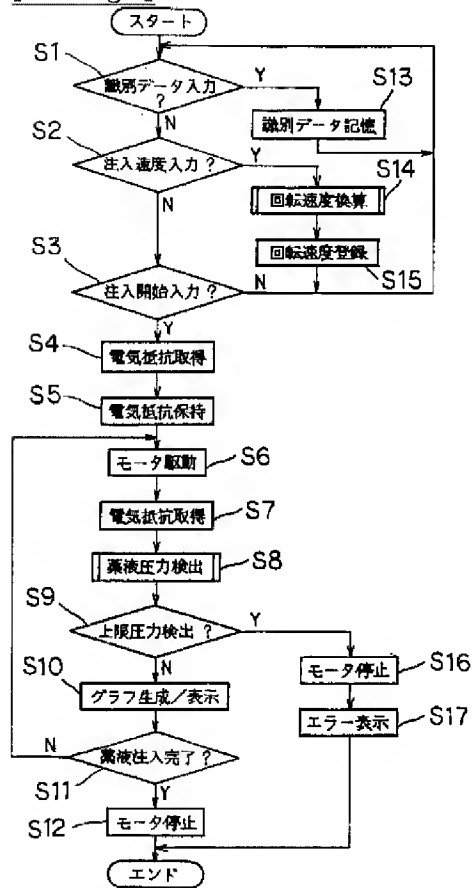 スタート
S1
識別データ入力
?
Y
S13
N
識別データ記憶
S2
注入速度入力?
Y
S14
回転速度換算
N
S3
回転速度登録
注入開始入力?
N
S15
Y
S4
電気抵抗取得
S5
電気抵抗保持
モータ駆動
S6
電気抵抗取得
S7
薬液圧力検出
S8
S9
上限圧力検出?
Y
N
モータ停止
S16
S10
グラフ生成/表示
エラー表示
S17
N
薬液注入完了?
S11
Y
S12
モータ停止
エンド